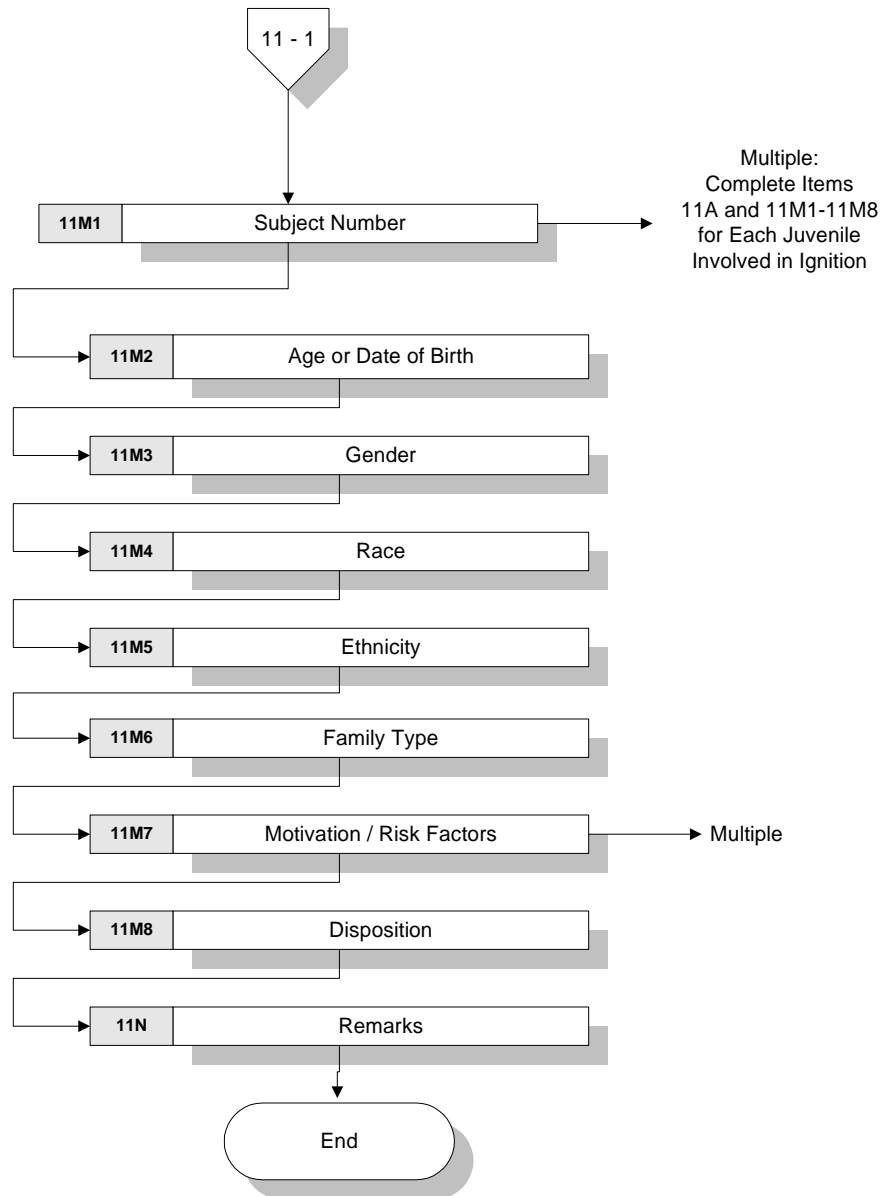 11 - 1
11M1 Subject Number
Multiple:
Complete Items
11A and 11M1-11M8
for Each Juvenile
Involved in Ignition
11M2 Age or Date of Birth
11M3 Gender
11M4 Race
11M5 Ethnicity
11M6 Family Type
11M7 Motivation / Risk Factors Multiple
11M8 Disposition
11N Remarks
End